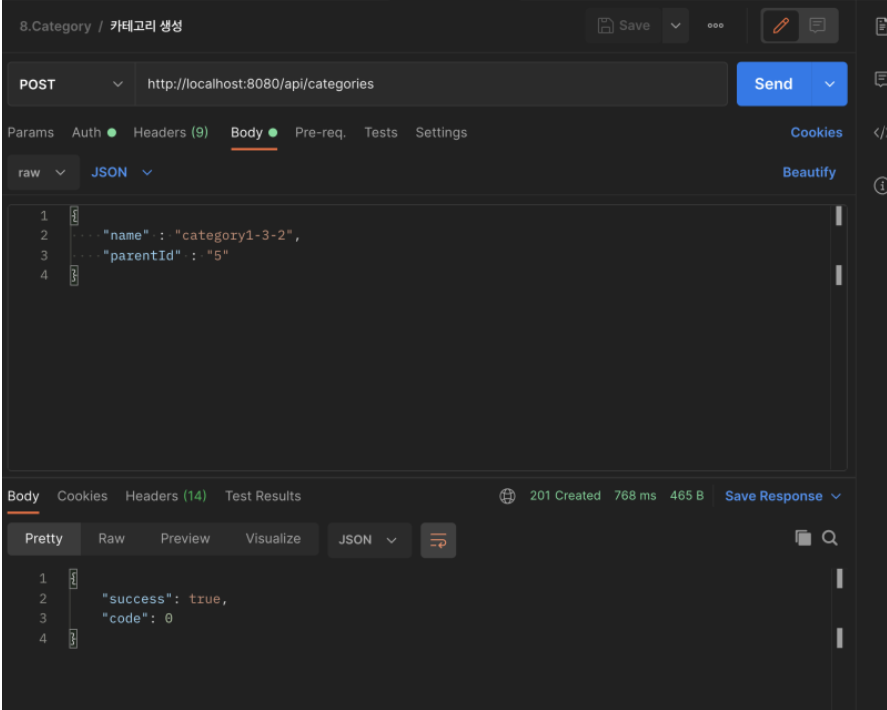 8.Category / 카테고리 생성 Save
POST http://localhost:8080/api/categories Send
Params Auth Headers (9) Body Pre-req. Tests Settings Cookies
raw JSON Beautify
1 {
2 "name" : "category1-3-2",
3 "parentId" : "5"
4 }
Body Cookies Headers (14) Test Results 201 Created 768 ms 465 B Save Response
Pretty Raw Preview Visualize JSON
1 {
2 "success": true,
3 "code": 0
4 }